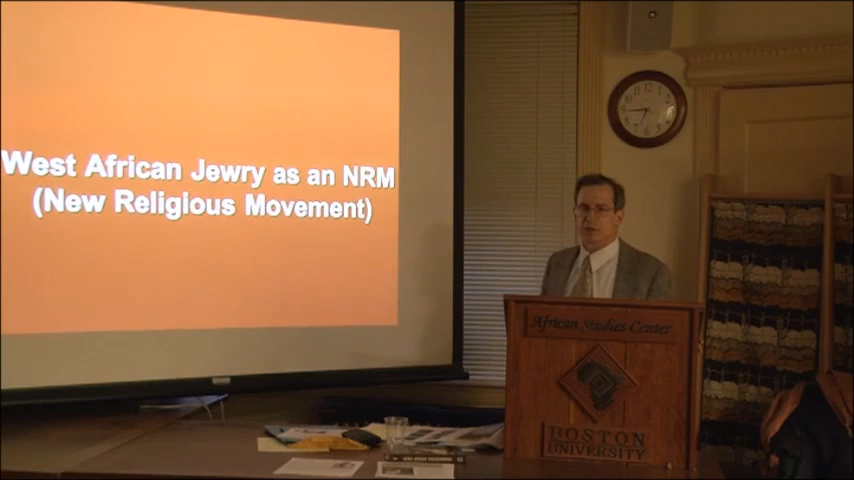 West African Jewry as an NRM
(New Religious Movement)
African Studies Center
BOSTON
UNIVERSITY